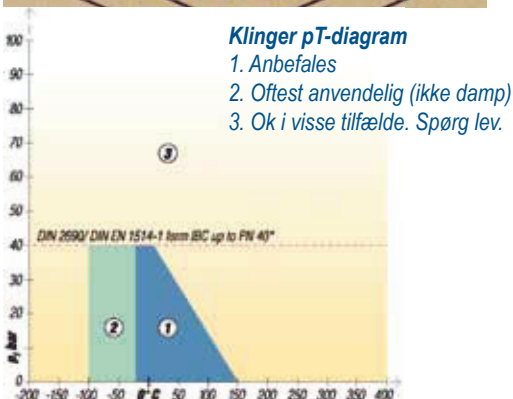 Klinger pT-diagram
1. Anbefales
2. Oftest anvendelig (ikke damp)
3. Ok i visse tilfælde. Spørg lev.
100
90
80
70
3
60
50
DIN 2690/ DIN EN 1514-1 form IBC up to PN 40*
40
30
20
2 1
10
p, bar
0
-200 -150 -100 -50 0° C 50 100 150 200 250 300 350 400